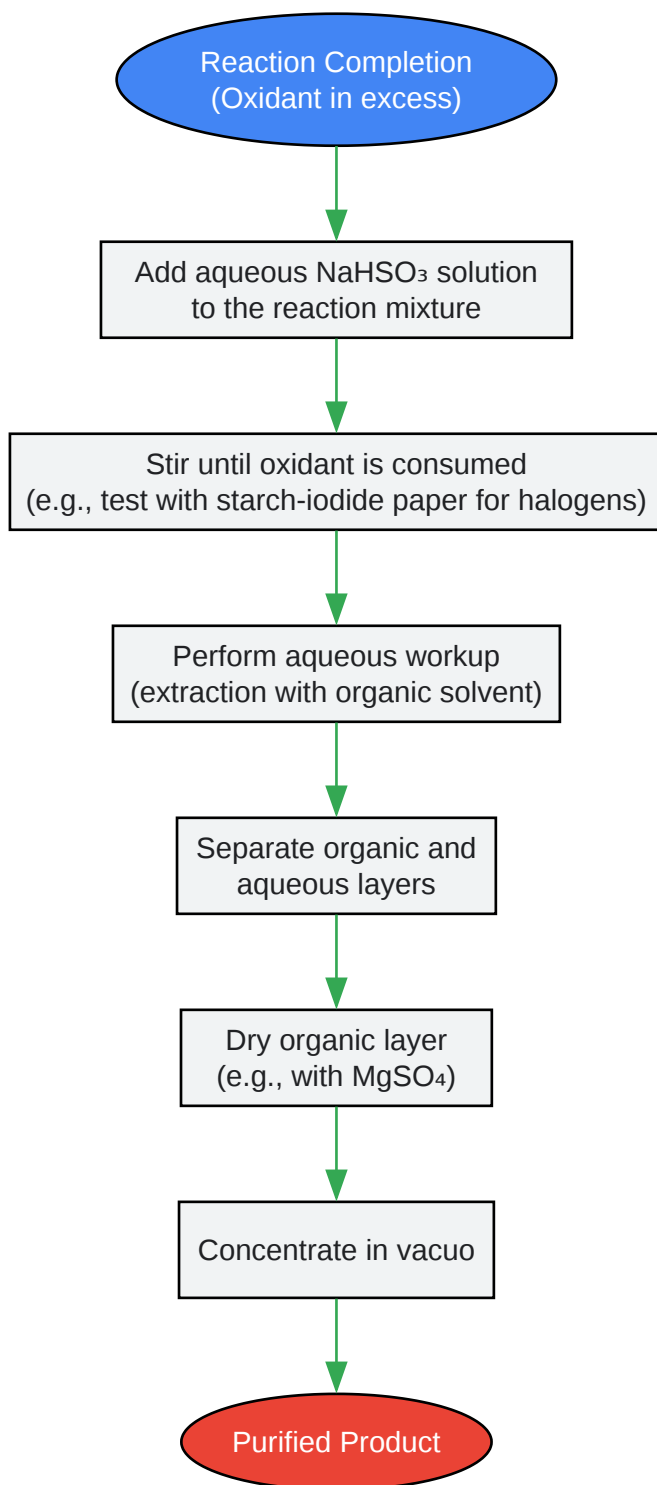 Reaction Completion
(Oxidant in excess)
Add aqueous NaHSO₃ solution
to the reaction mixture
Stir until oxidant is consumed
(e.g., test with starch-iodide paper for halogens)
Perform aqueous workup
(extraction with organic solvent)
Separate organic and
aqueous layers
Dry organic layer
(e.g., with MgSO₄)
Concentrate in vacuo
Purified Product